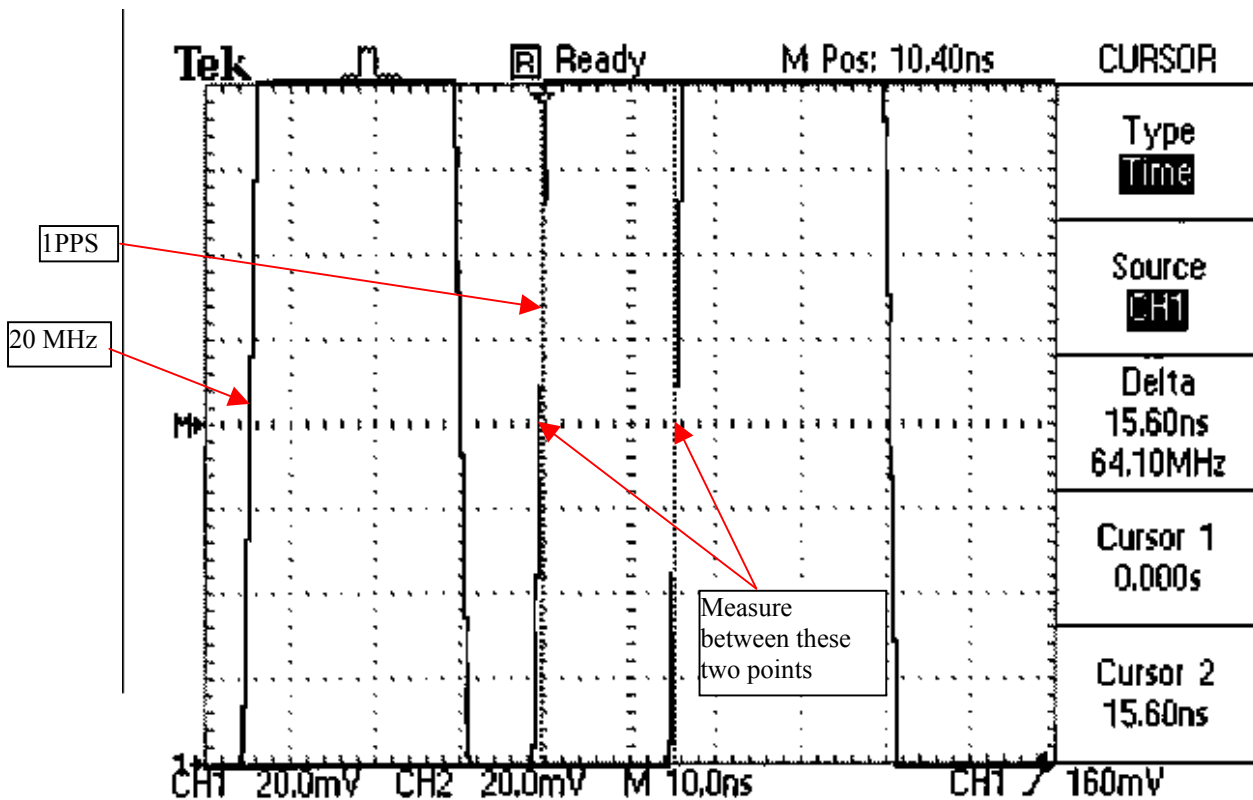 Tek R Ready M Pos: 10.40ns CURSOR
Type
Time
1PPS
Source
CH1
20 MHz
Delta
15.60ns
64.10MHz
M
Cursor 1
0.000s
Measure
between these
two points
Cursor 2
15.60ns
1
CH1 20.0mV CH2 20.0mV M 10.0ns CH1 160mV